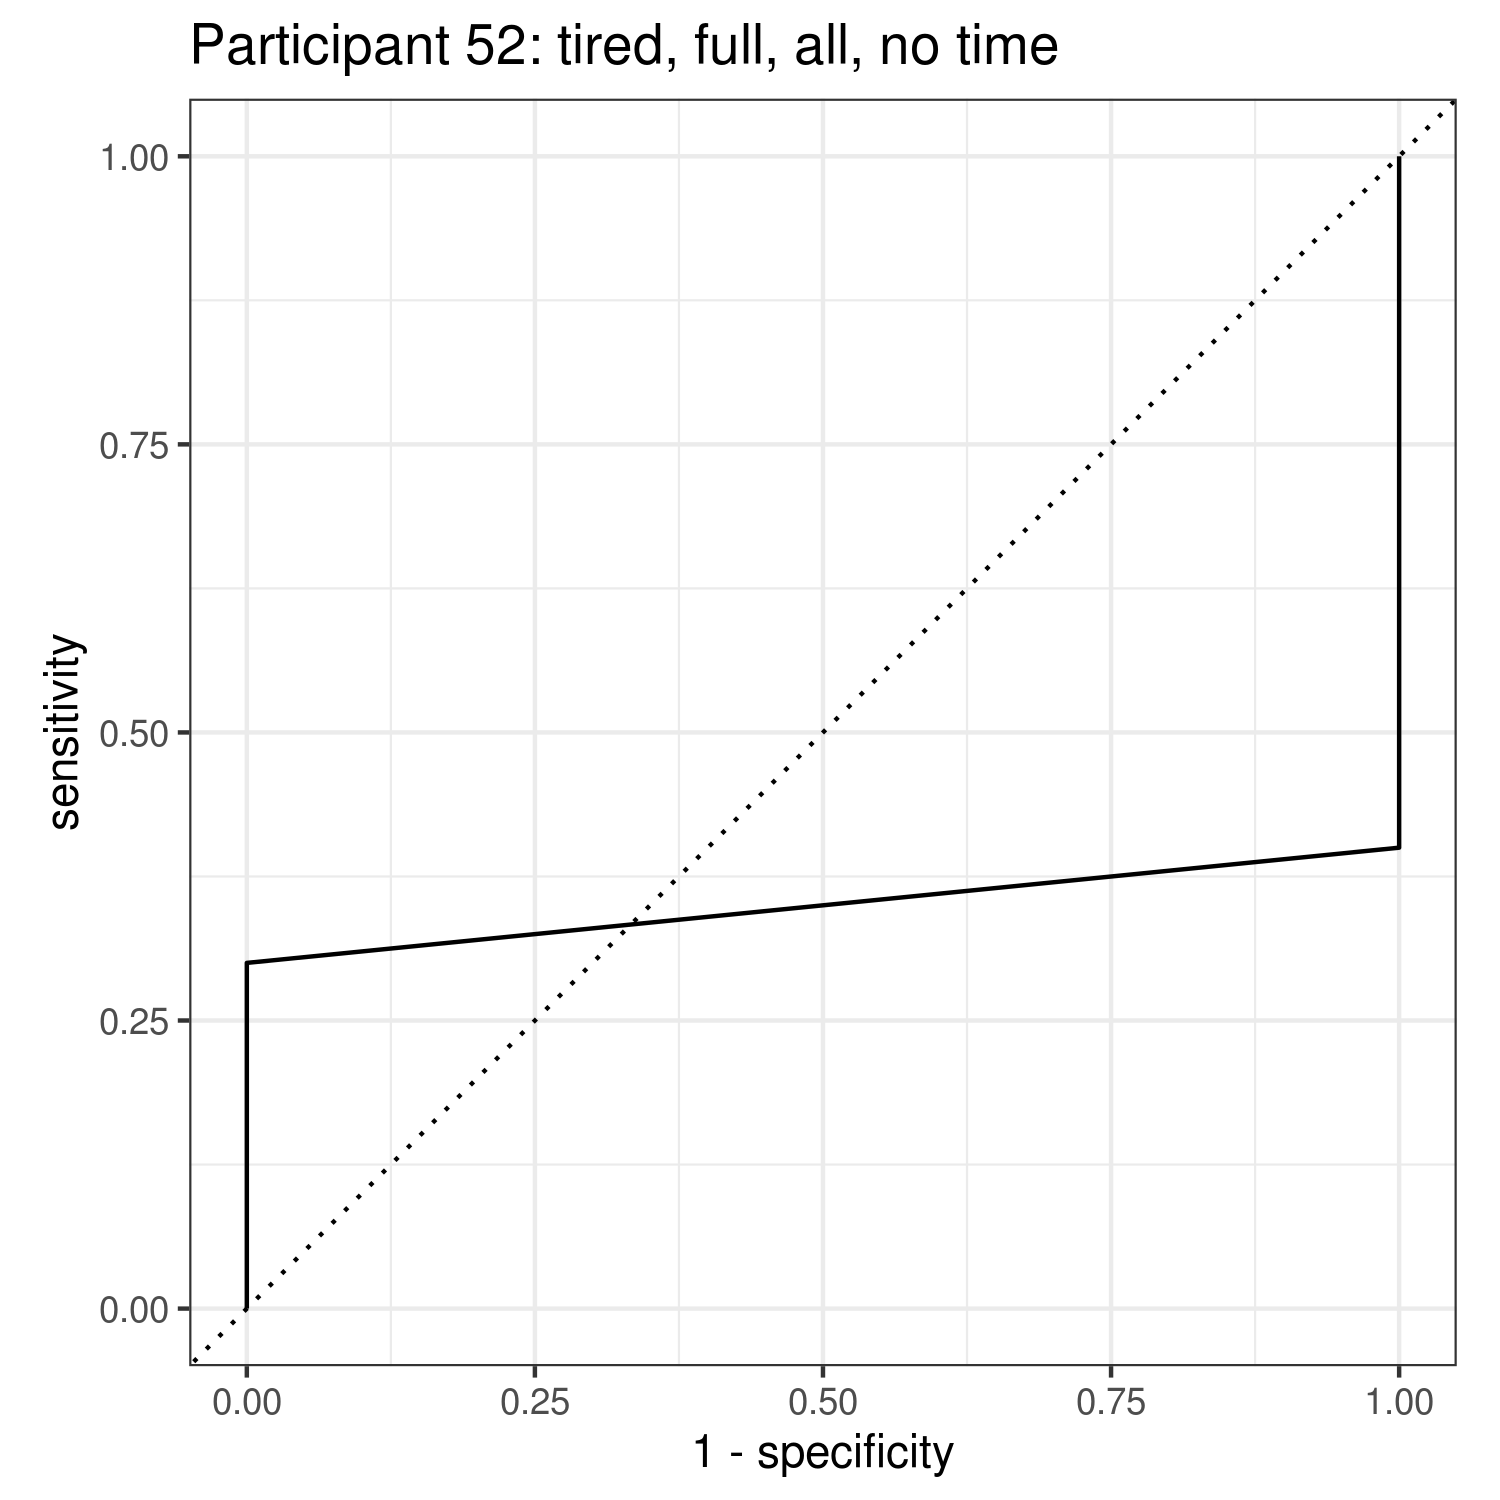 Participant 52: tired, full, all, no time
1.00
0.75
0.50
0.25
0.00
sensitivity
0.00 0.25 0.50 0.75 1.00
1 - specificity